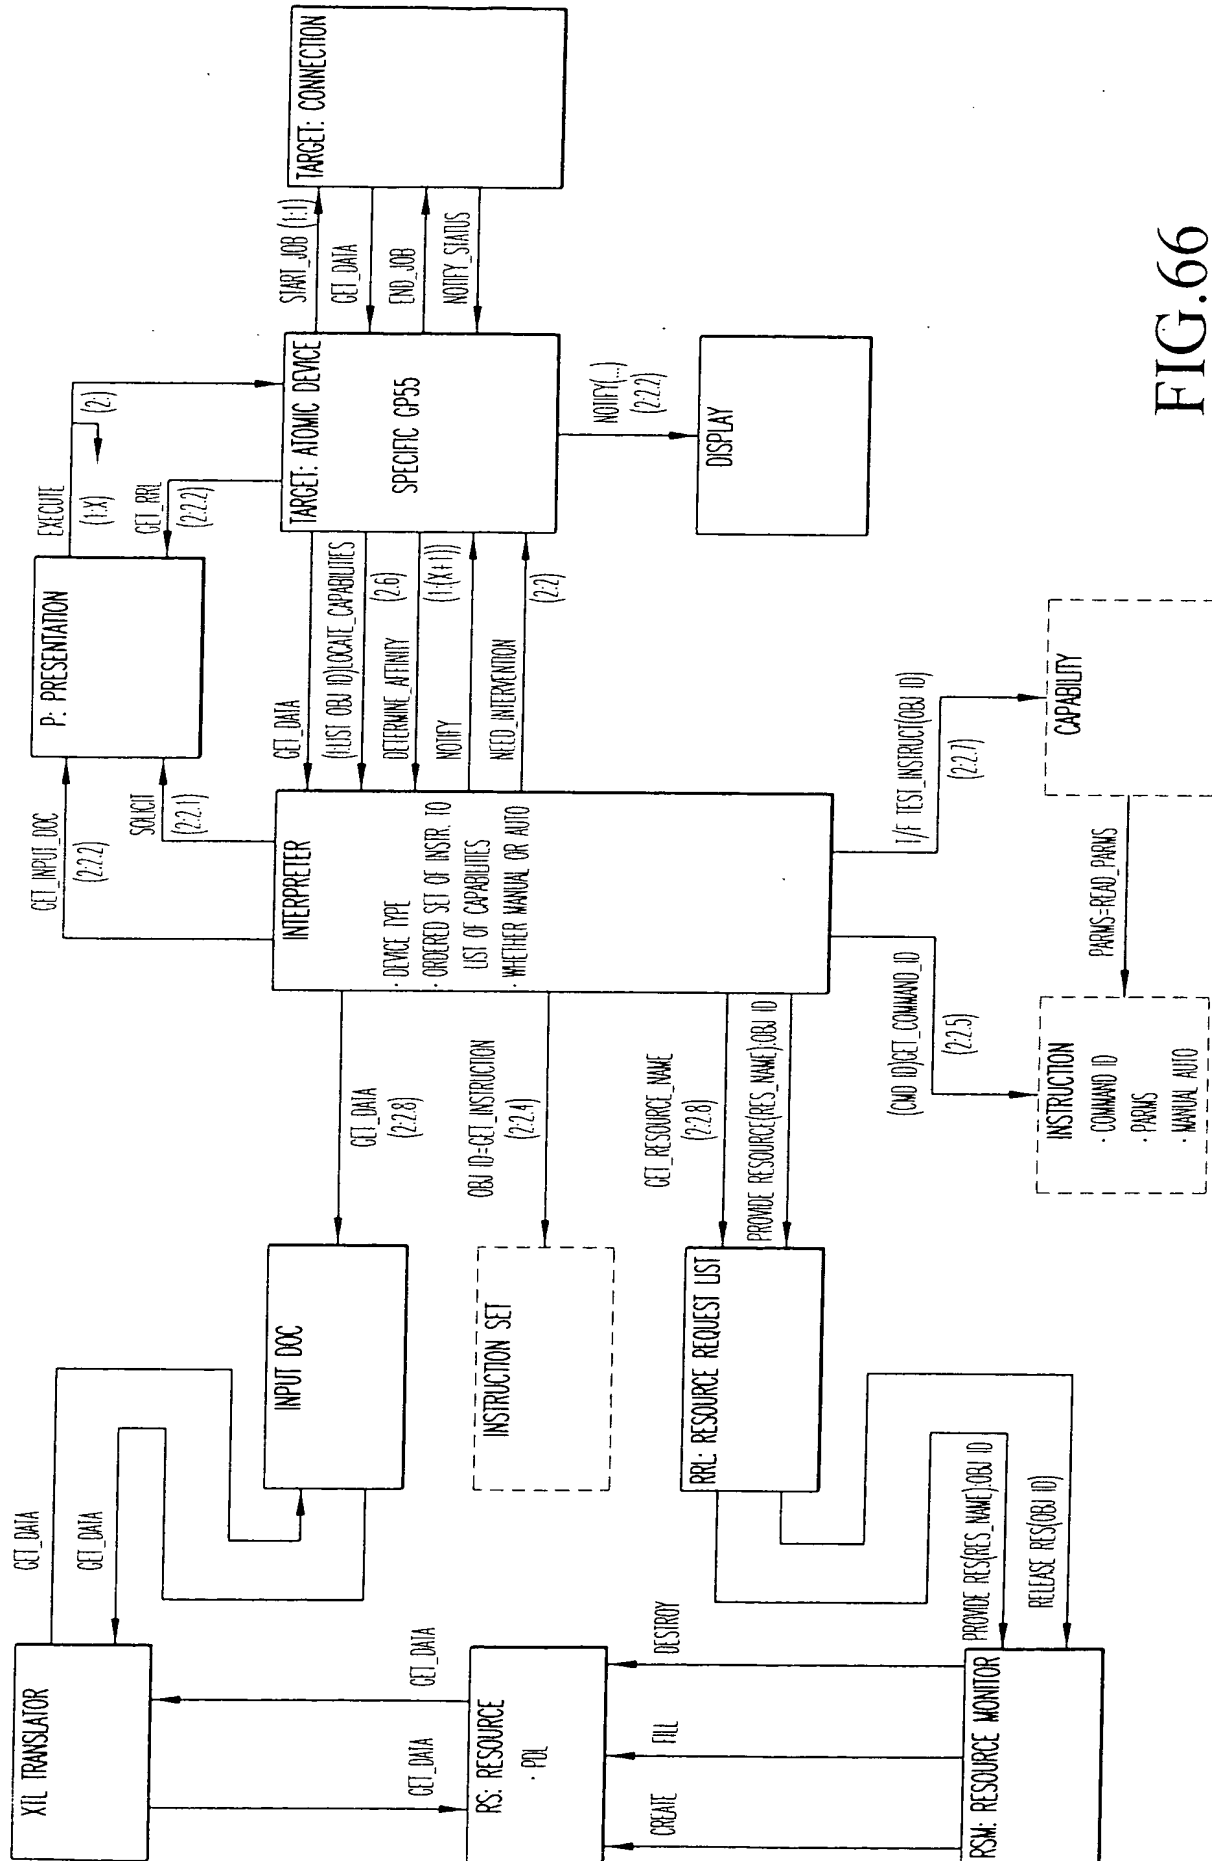 XTL TRANSLATOR
GET_DATA
GET_DATA
GET_DATA
GET_DATA
RS: RESOURCE
· PDL
CREATE
FILL
DESTROY
RSM: RESOURCE MONITOR
PROVIDE RES(RES_NAME):OBJ ID
RELEASE RES(OBJ ID)
INPUT DOC
INSTRUCTION SET
RRL: RESOURCE REQUEST LIST
GET_DATA
(2:2.8)
OBJ ID=GET_INSTRUCTION
(2:2.4)
GET_RESOURCE_NAME
(2:2.8)
PROVIDE RESOURCE(RES_NAME):OBJ ID
INTERPRETER
· DEVICE TYPE
· ORDERED SET OF INSTR. TO
LIST OF CAPABILITIES
· WHETHER MANUAL OR AUTO
GET_INPUT_DOC
(2:2.2)
SOLICIT
(2:2.1)
P: PRESENTATION
EXECUTE
(1:X)
(2:)
GET_RRL
(2:2.2)
GET_DATA
(1:LIST OBJ ID)LOCATE_CAPABILITIES
(2.6)
DETERMINE_AFFINITY
(1:(X+1))
NOTIFY
NEED_INTERVENTION
(2:2)
TARGET: ATOMIC DEVICE
SPECIFIC GP55
START_JOB (1:1)
GET_DATA
END_JOB
NOTIFY_STATUS
TARGET: CONNECTION
NOTIFY(...)
(2:2.2)
DISPLAY
(CMD ID)GET_COMMAND_ID
(2:2.5)
I/F TEST_INSTRUCT(OBJ ID)
(2:2.7)
INSTRUCTION
· COMMAND ID
· PARMS
· MANUAL AUTO
PARMS=READ_PARMS
CAPABILITY
FIG.66